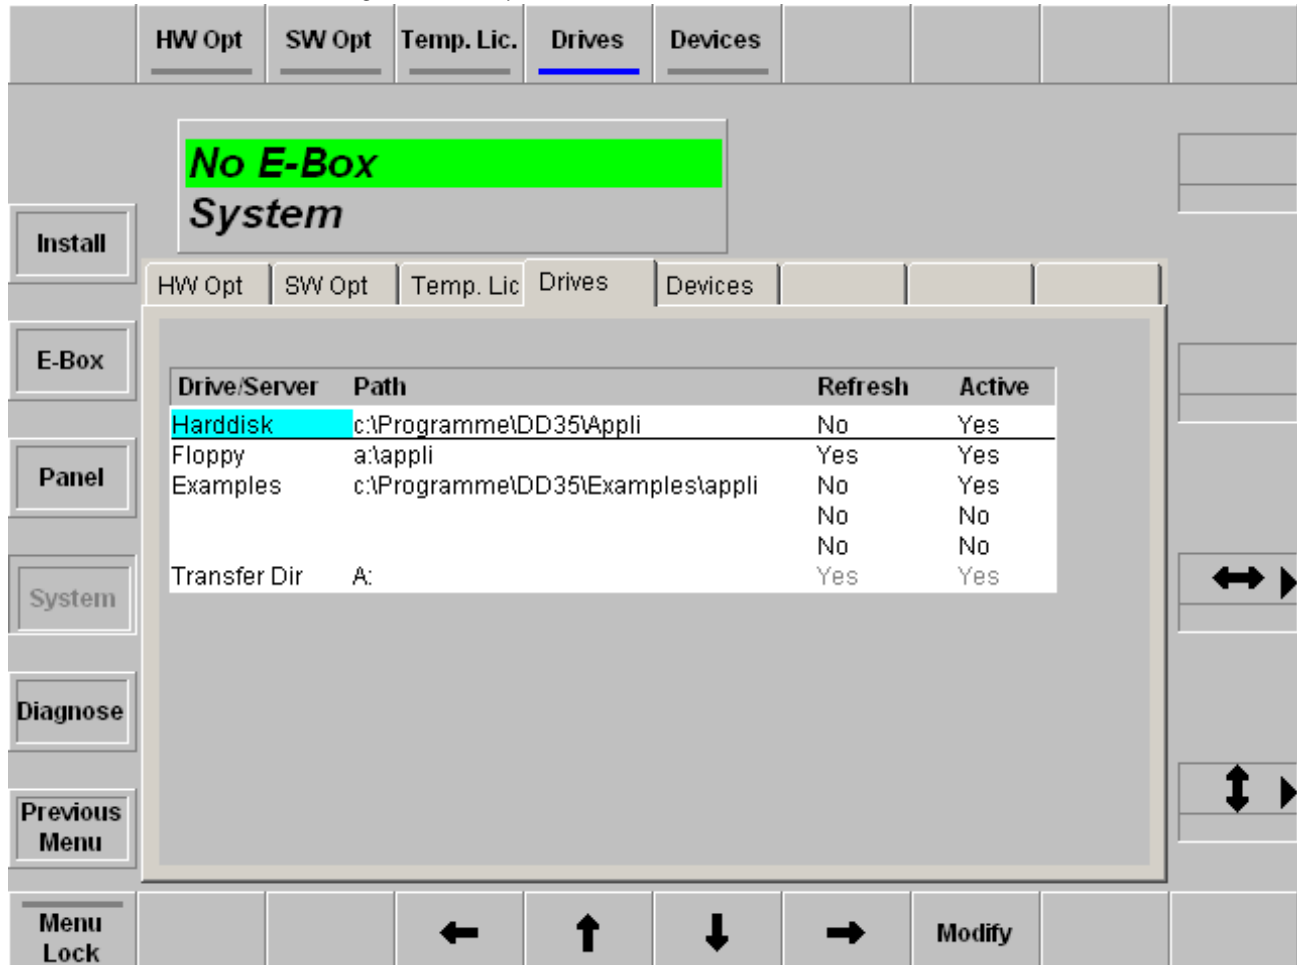 HW Opt SW Opt Temp. Lic. Drives Devices
No E-Box
System
Install
HW Opt SW Opt Temp. Lic Drives Devices
E-Box
Drive/Server Path Refresh Active
Harddisk c:\Programme\DD35\Appli No Yes
Floppy a:\appli Yes Yes
Panel
Examples c:\Programme\DD35\Examples\appli No Yes
No No
No No
Transfer Dir A: Yes Yes
System
Diagnose
Previous
Menu
Menu
Lock
Modify